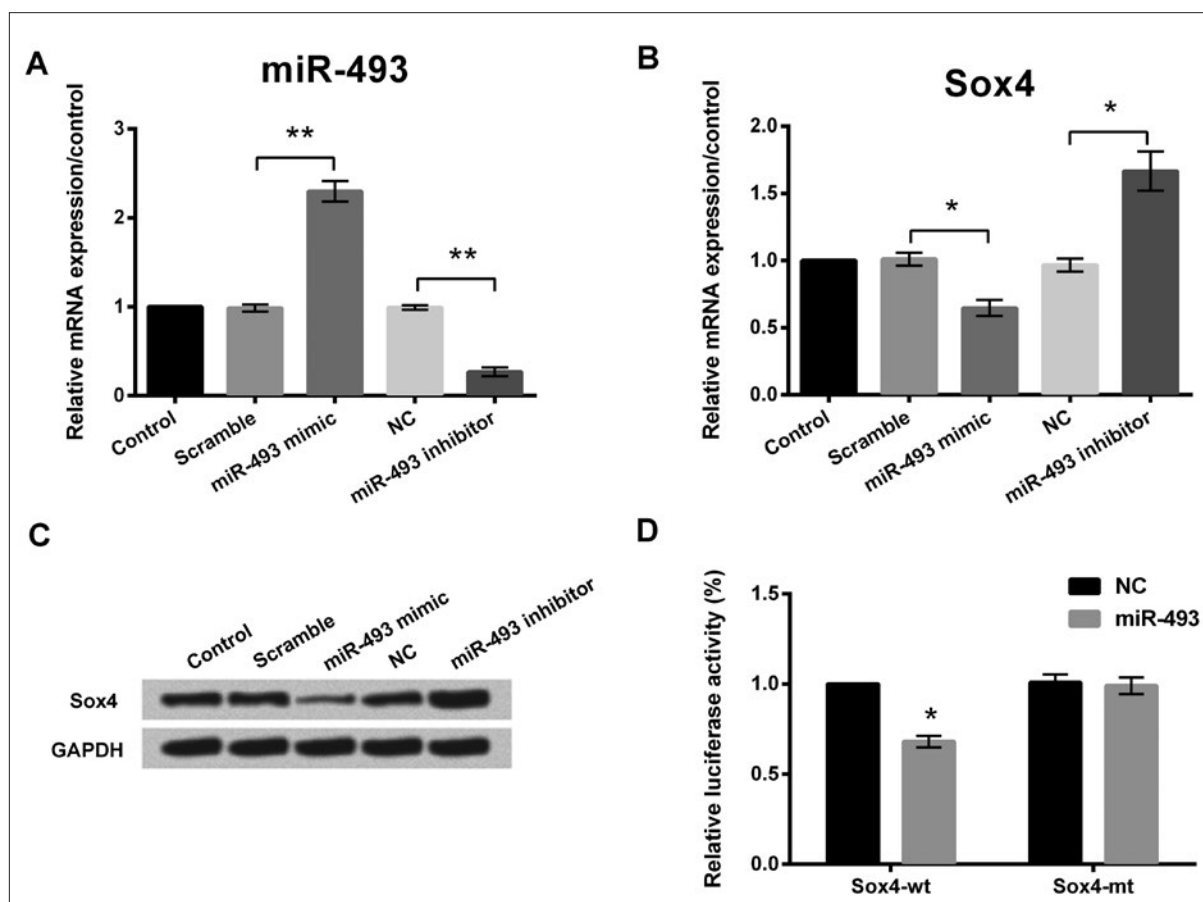 A
miR-493
Relative mRNA expression/control
3
2
1
0
**
**
Control
Scramble
miR-493 mimic
NC
miR-493 inhibitor
B
Sox4
Relative mRNA expression/control
2.0
1.5
1.0
0.5
0.0
*
*
Control
Scramble
miR-493 mimic
NC
miR-493 inhibitor
C
Control
Scramble
miR-493 mimic
NC
miR-493 inhibitor
Sox4
GAPDH
D
Relative luciferase activity (%)
1.5
1.0
0.5
0.0
NC
miR-493
*
Sox4-wt
Sox4-mt